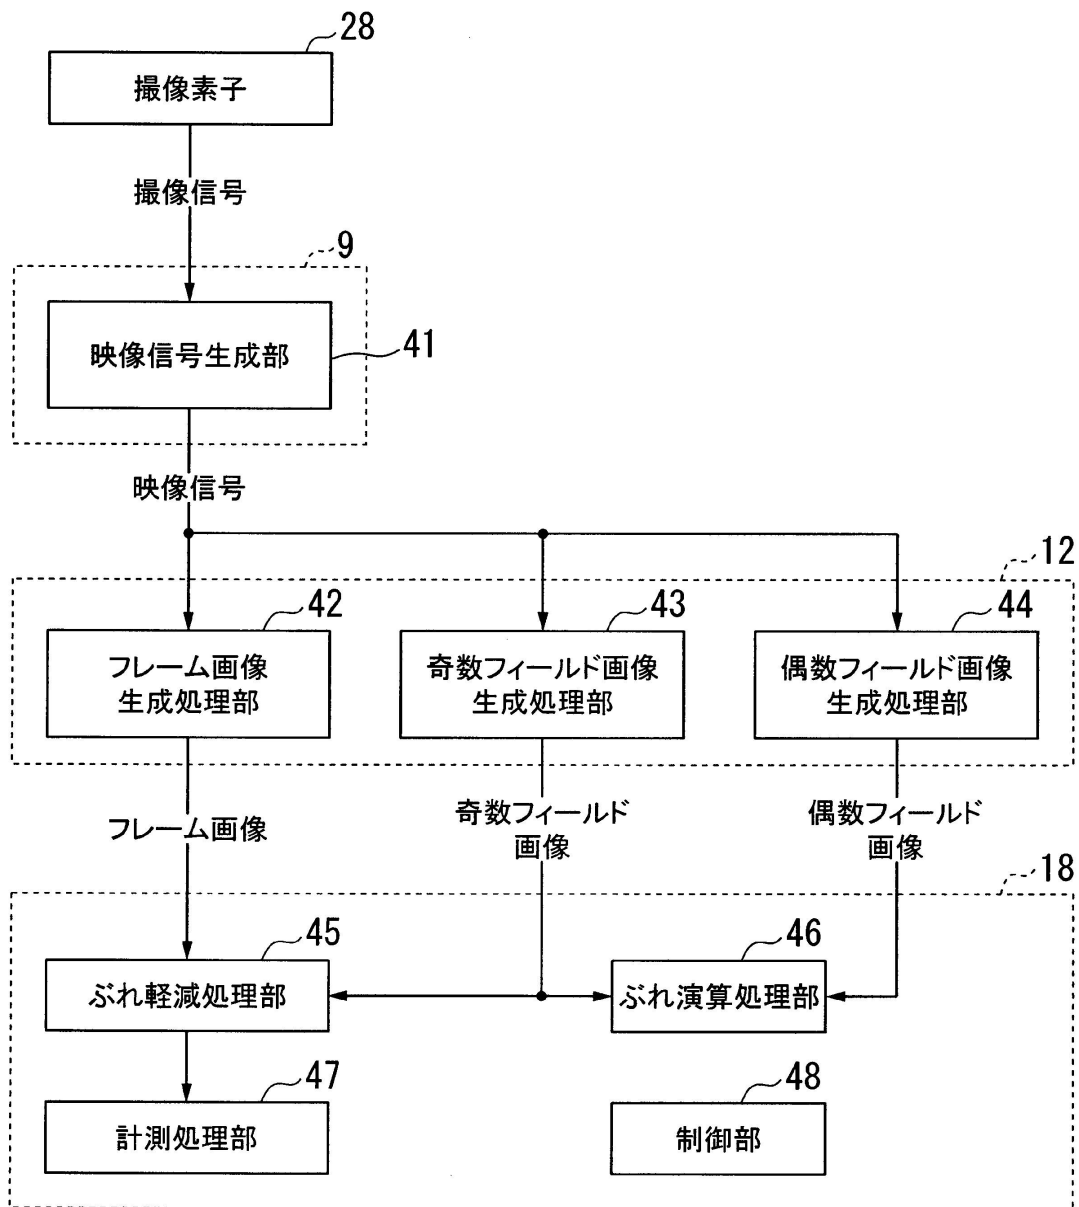 28
撮像素子
撮像信号
9
映像信号生成部
41
映像信号
12
42
43
44
フレーム画像
生成処理部
奇数フィールド画像
生成処理部
偶数フィールド画像
生成処理部
フレーム画像
奇数フィールド
画像
偶数フィールド
画像
18
45
46
ぶれ軽減処理部
ぶれ演算処理部
47
48
計測処理部
制御部